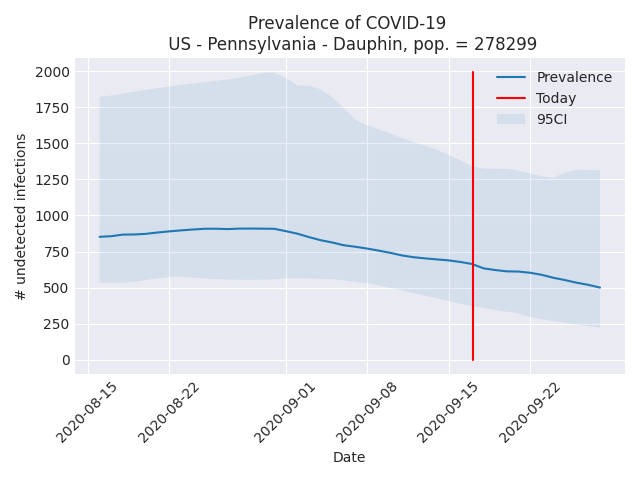 Prevalence of COVID-19
US - Pennsylvania - Dauphin, pop. = 278299
2000
1750
1500
1250
1000
750
500
250
0
# undetected infections
Prevalence
Today
95CI
2020-08-15
2020-08-22
2020-09-01
2020-09-08
2020-09-15
2020-09-22
Date